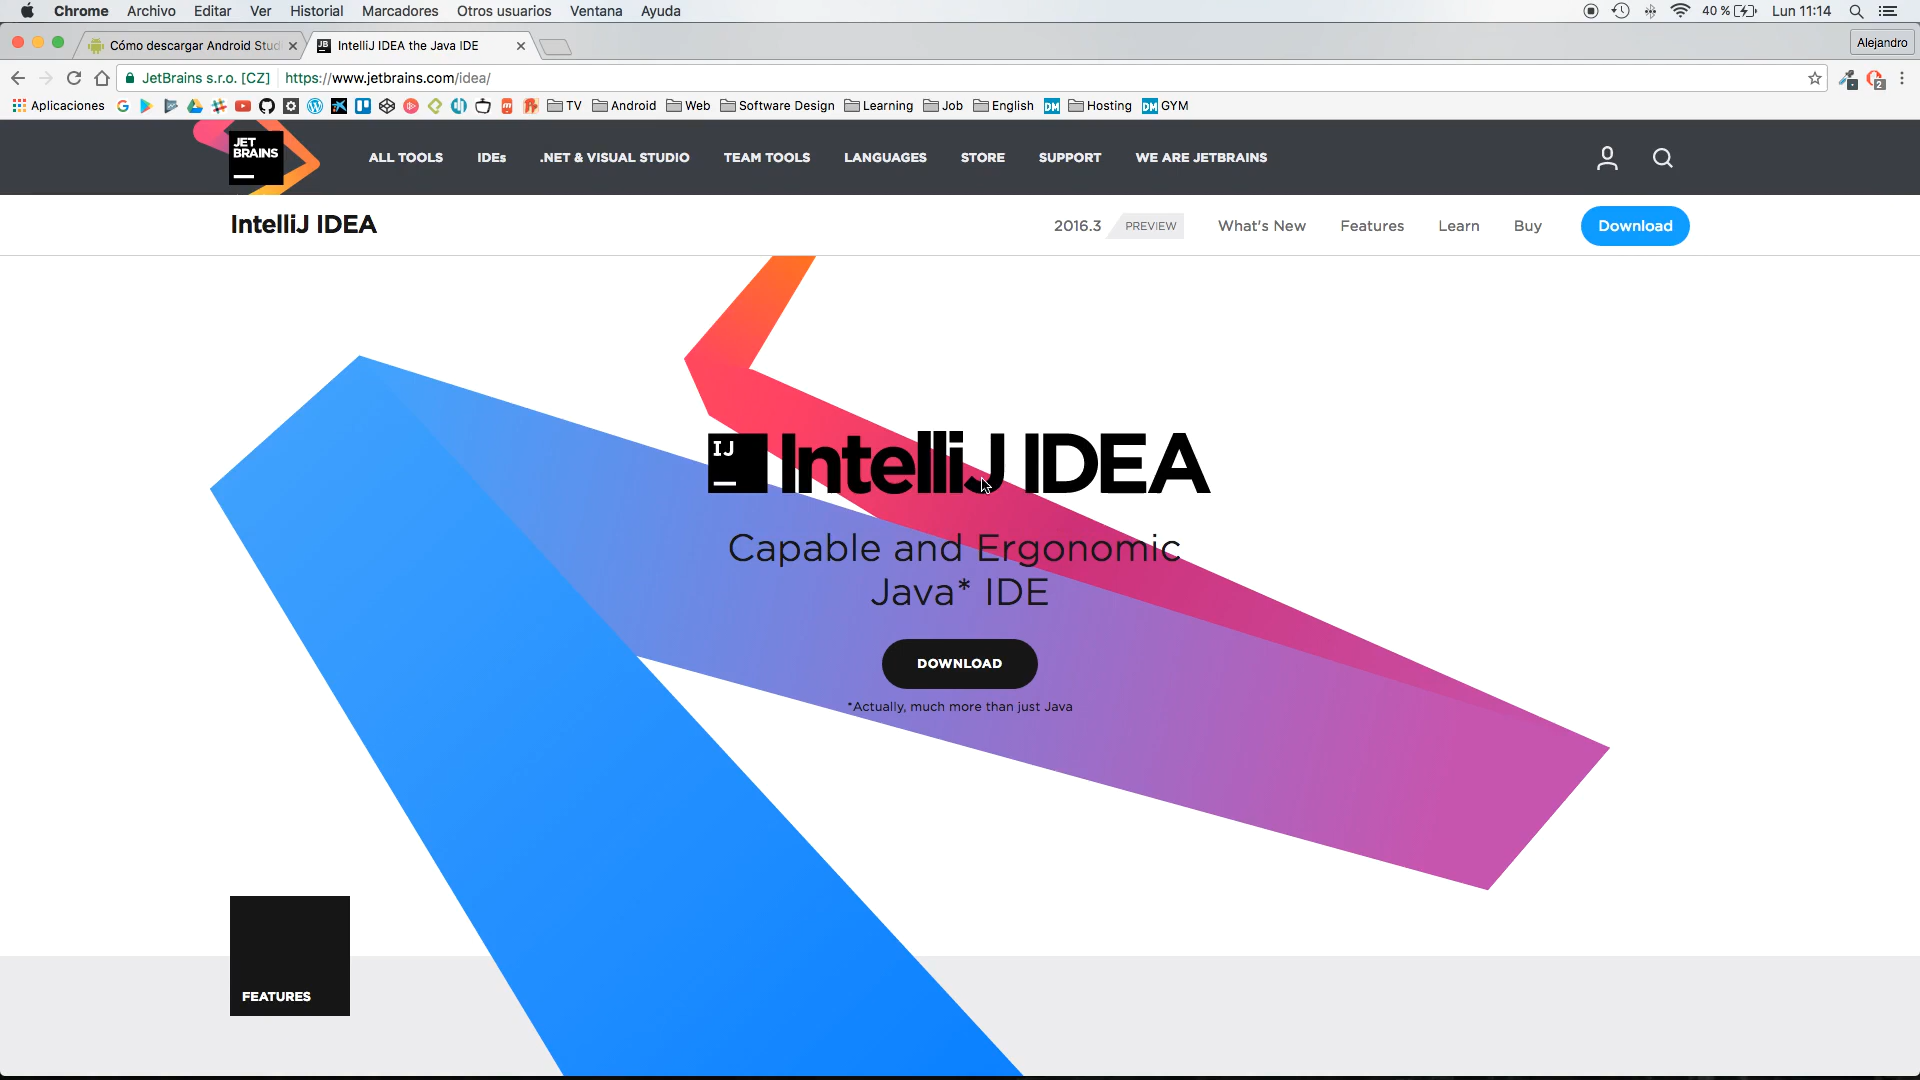 Chrome Archivo Editar Ver Historial Marcadores Otros usuarios Ventana Ayuda 40 % Lun 11:14
Cómo descargar Android Stud IntelliJ IDEA the Java IDE Alejandro
JetBrains s.r.o. [CZ] https://www.jetbrains.com/idea/ 2
Aplicaciones TV Android Web Software Design Learning Job English DM Hosting DM GYM
JET
BRAINS
ALL TOOLS IDEs .NET & VISUAL STUDIO TEAM TOOLS LANGUAGES STORE SUPPORT WE ARE JETBRAINS
IntelliJ IDEA 2016.3 PREVIEW What's New Features Learn Buy Download
IJ IntelliJ IDEA
Capable and Ergonomic
Java* IDE
DOWNLOAD
*Actually, much more than just Java
FEATURES